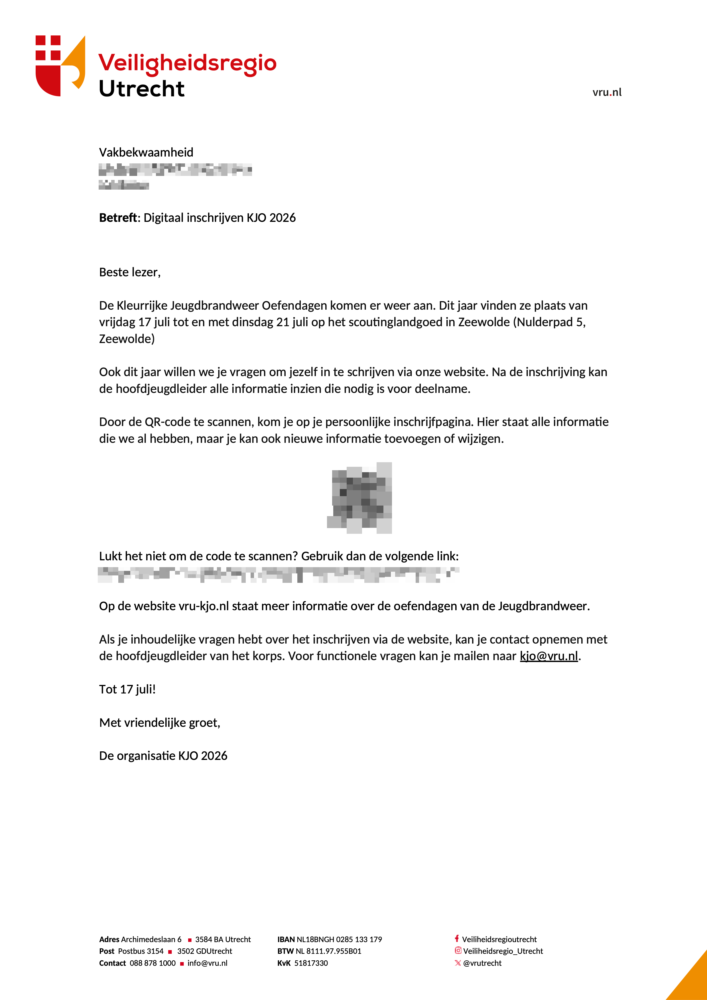 Veiligheidsregio
Utrecht
vru.nl
Vakbekwaamheid
Betreft: Digitaal inschrijven KJO 2026
Beste lezer,
De Kleurrijke Jeugdbrandweer Oefendagen komen er weer aan. Dit jaar vinden ze plaats van
vrijdag 17 juli tot en met dinsdag 21 juli op het scoutinglandgoed in Zeewolde (Nulderpad 5,
Zeewolde)
Ook dit jaar willen we je vragen om jezelf in te schrijven via onze website. Na de inschrijving kan
de hoofdjeugdleider alle informatie inzien die nodig is voor deelname.
Door de QR-code te scannen, kom je op je persoonlijke inschrijfpagina. Hier staat alle informatie
die we al hebben, maar je kan ook nieuwe informatie toevoegen of wijzigen.
Lukt het niet om de code te scannen? Gebruik dan de volgende link:
Op de website vru-kjo.nl staat meer informatie over de oefendagen van de Jeugdbrandweer.
Als je inhoudelijke vragen hebt over het inschrijven via de website, kan je contact opnemen met
de hoofdjeugdleider van het korps. Voor functionele vragen kan je mailen naar kjo@vru.nl.
Tot 17 juli!
Met vriendelijke groet,
De organisatie KJO 2026
Adres Archimedeslaan 6 ▪ 3584 BA Utrecht
Post Postbus 3154 ▪ 3502 GDUtrecht
Contact 088 878 1000 ▪ info@vru.nl
IBAN NL18BNGH 0285 133 179
BTW NL 8111.97.955B01
KvK 51817330
Veiliheidsregioutrecht
Veiliheidsregio_Utrecht
@vrutrecht